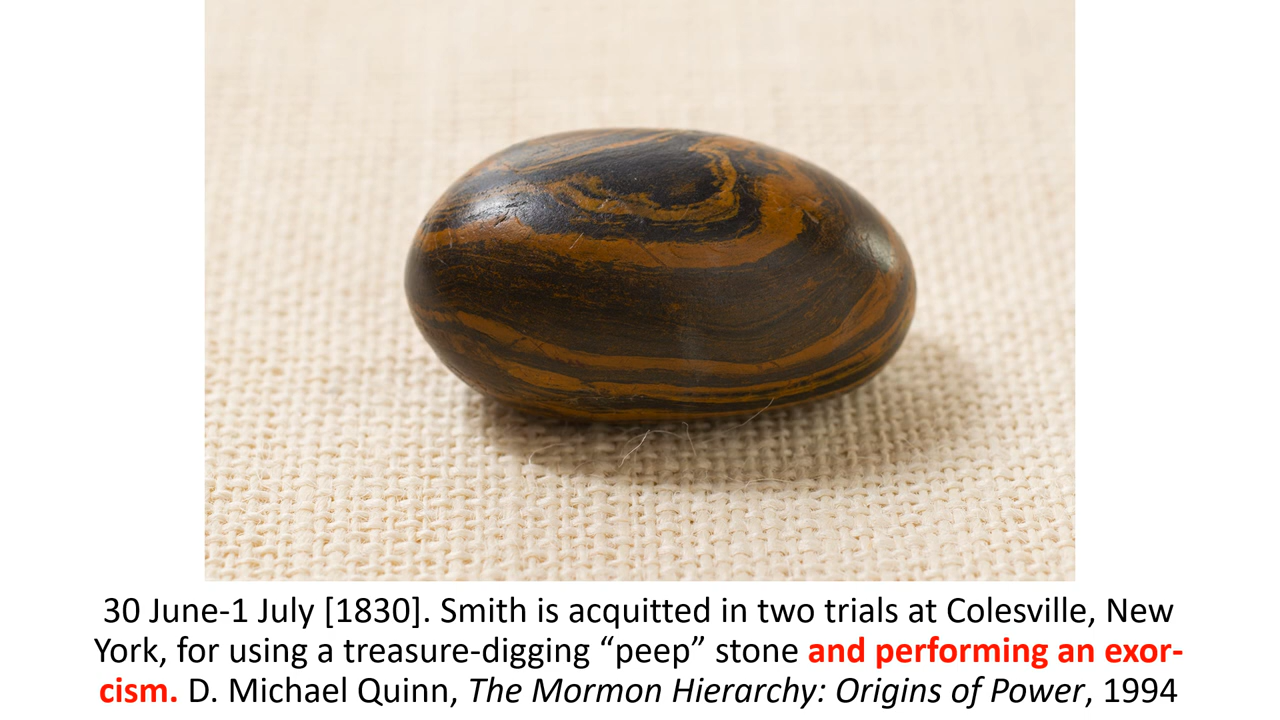 30 June-1 July [1830]. Smith is acquitted in two trials at Colesville, New
York, for using a treasure-digging “peep” stone and performing an exor-
cism. D. Michael Quinn, The Mormon Hierarchy: Origins of Power, 1994